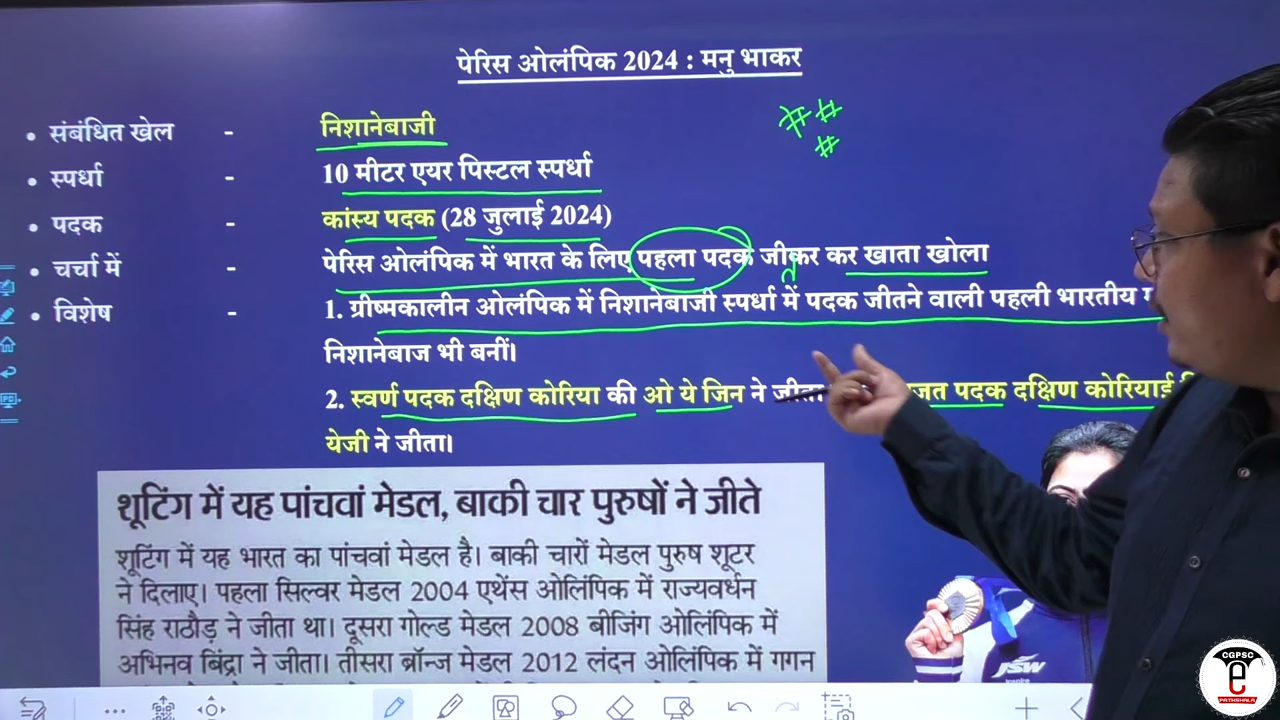 पेरिस ओलंपिक 2024 : मनु भाकर
• संबंधित खेल - निशानेबाजी
• स्पर्धा - 10 मीटर एयर पिस्टल स्पर्धा
• पदक - कांस्य पदक (28 जुलाई 2024)
• चर्चा में - पेरिस ओलंपिक में भारत के लिए पहला पदक जीतकर कर खाता खोला
• विशेष - 1. ग्रीष्मकालीन ओलंपिक में निशानेबाजी स्पर्धा में पदक जीतने वाली पहली भारतीय
निशानेबाज भी बनीं।
2. स्वर्ण पदक दक्षिण कोरिया की ओ ये जिन ने जीता पदक दक्षिण कोरियाई
येजी ने जीता।
शूटिंग में यह पांचवां मेडल, बाकी चार पुरुषों ने जीते
शूटिंग में यह भारत का पांचवां मेडल है। बाकी चारों मेडल पुरुष शूटर
ने दिलाए। पहला सिल्वर मेडल 2004 एथेंस ओलिंपिक में राज्यवर्धन
सिंह राठौड़ ने जीता था। दूसरा गोल्ड मेडल 2008 बीजिंग ओलिंपिक में
अभिनव बिंद्रा ने जीता। तीसरा ब्रॉन्ज मेडल 2012 लंदन ओलंपिक में गगन
JSW
CGPSC
e
PATHSHALA